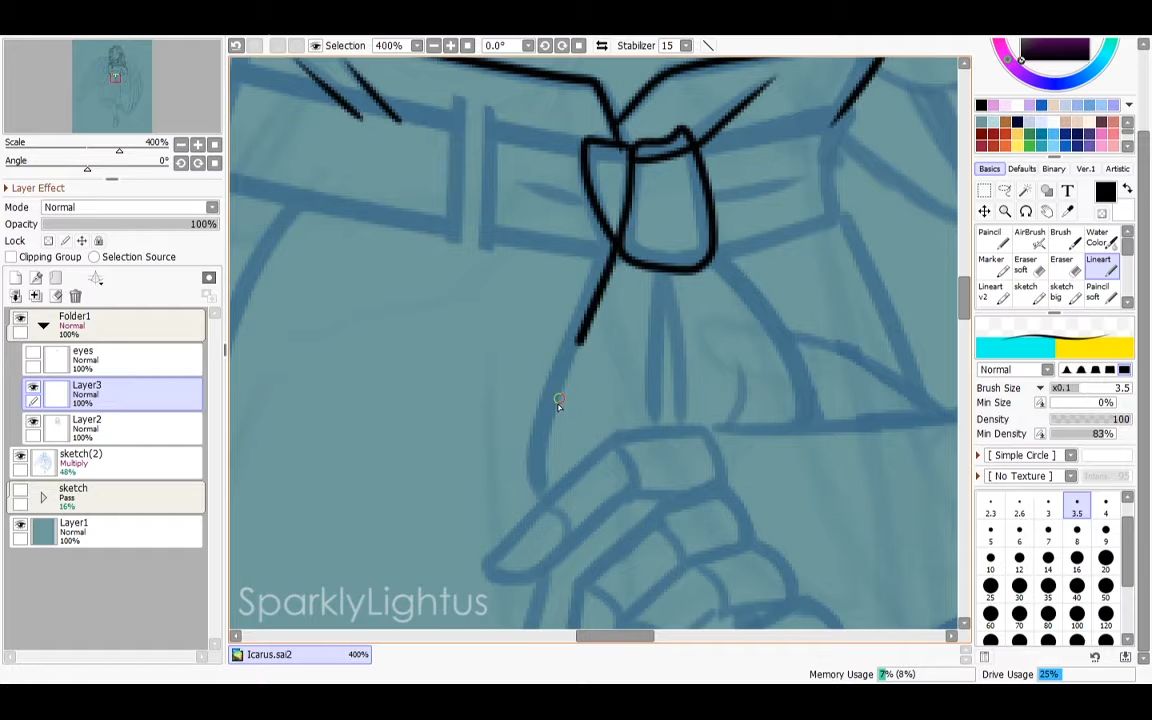 Selection 400% 0.0° Stabilizer 15
Scale 400%
Angle 0°
Layer Effect
Mode Normal
Opacity 100%
Lock
Clipping Group Selection Source
Folder1
Normal
100%
eyes
Normal
100%
Layer3
Normal
100%
Layer2
Normal
100%
sketch(2)
Multiply
48%
sketch
Pass
16%
Layer1
Normal
100%
SparklyLightus
Icarus.sai2 400%
Memory Usage 7% (8%) Drive Usage 25%
Basics Defaults Binary Ver.1 Artistic
T
Paincil AirBrush Brush Water Color
Marker Eraser soft Eraser Lineart
Lineart v2 sketch sketch big Paincil soft
Normal
Brush Size x0.1 3.5
Min Size 0%
Density 100
Min Density 83%
[ Simple Circle ]
[ No Texture ]
2.3 2.6 3 3.5 4
5 6 7 8 9
10 12 14 16 20
25 30 35 40 50
60 70 80 100 120